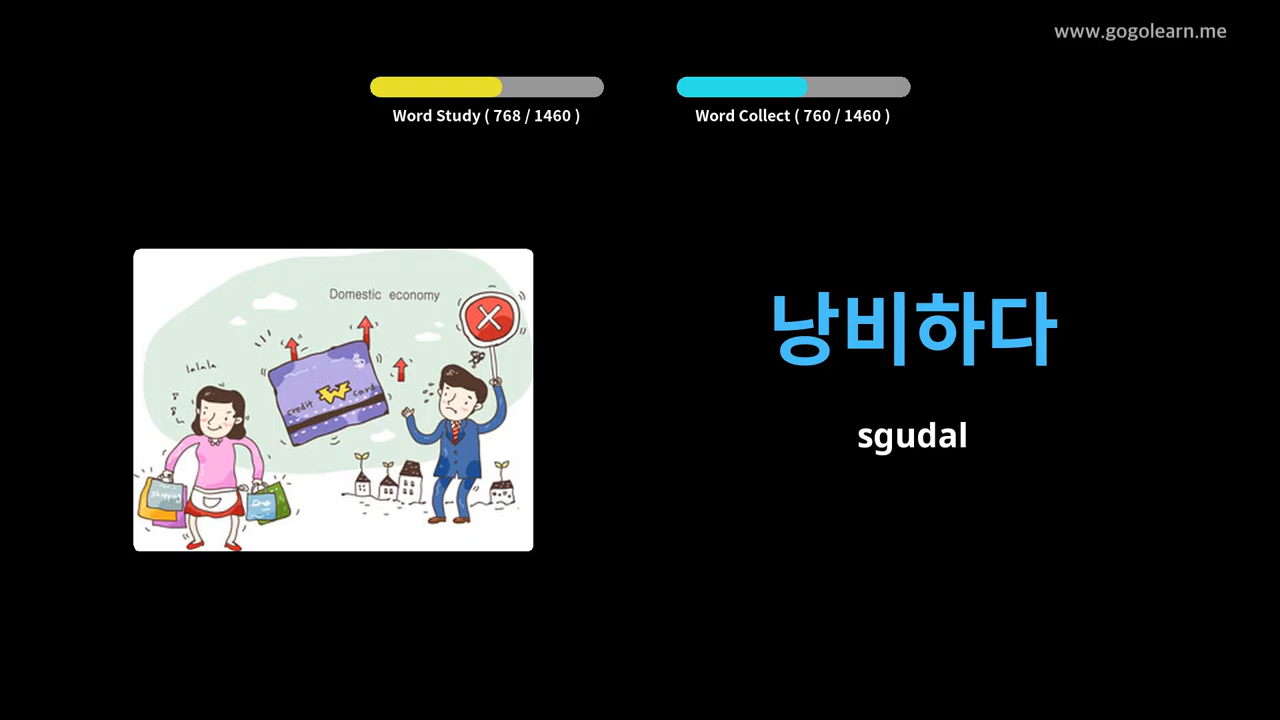 www.gogolearn.me
Word Study ( 768 / 1460 )
Word Collect ( 760 / 1460 )
Domestic economy
lalala
$
W
credit card
Shopping
낭비하다
sgudal